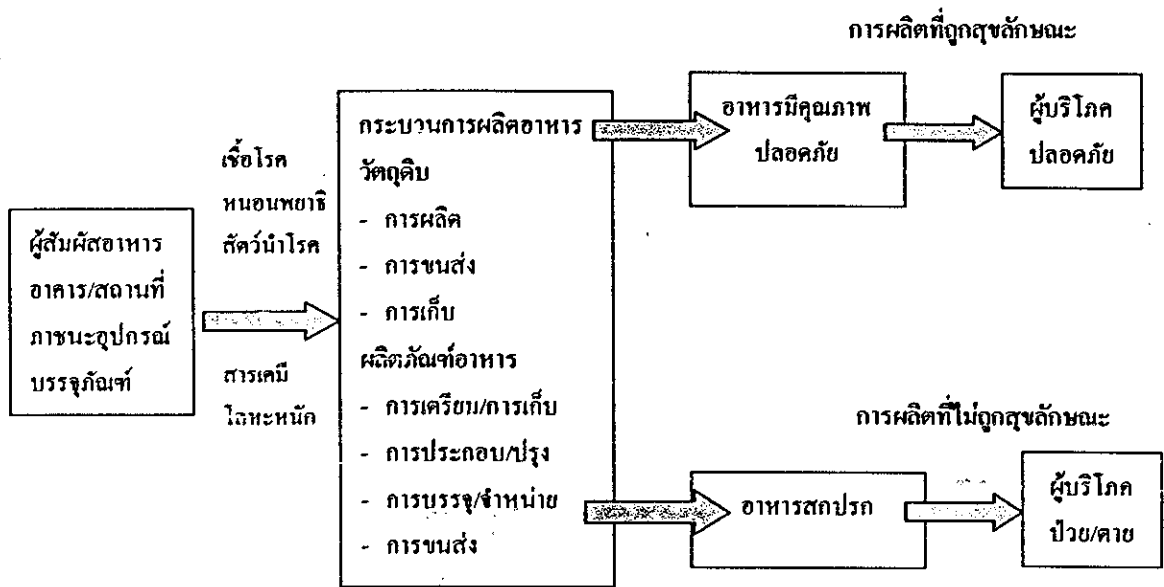 การผลิตที่ถูกสุขลักษณะ
ผู้สัมผัสอาหาร
อาคาร/สถานที่
ภาชนะอุปกรณ์
บรรจุภัณฑ์
เชื้อโรค
หนอนพยาธิ
สัตว์นำโรค
สารเคมี
โลหะหนัก
กระบวนการผลิตอาหาร
วัตถุดิบ
- การผลิต
- การขนส่ง
- การเก็บ
ผลิตภัณฑ์อาหาร
- การเตรียม/การเก็บ
- การประกอบ/ปรุง
- การบรรจุ/จำหน่าย
- การขนส่ง
อาหารมีคุณภาพ
ปลอดภัย
ผู้บริโภค
ปลอดภัย
การผลิตที่ไม่ถูกสุขลักษณะ
อาหารสกปรก
ผู้บริโภค
ป่วย/ตาย